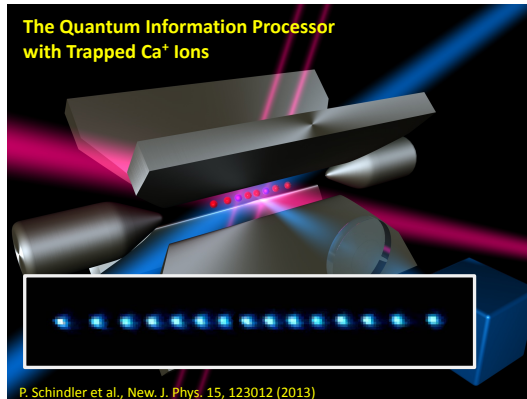 The Quantum Information Processor
with Trapped Ca⁺ Ions
P. Schindler et al., New. J. Phys. 15, 123012 (2013)